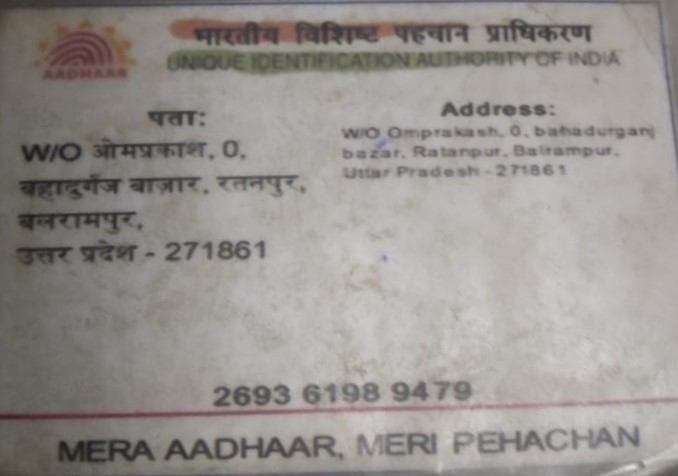 भारतीय विशिष्ट पहचान प्राधिकरण
AADHAAR
UNIQUE IDENTIFICATION AUTHORITY OF INDIA
पता:
W/O ओमप्रकाश, 0,
बहादुर्गंज बाज़ार, रतनपुर,
बलरामपुर,
उत्तर प्रदेश - 271861
Address:
W/O Omprakash, 0, bahadurganj
bazar, Ratanpur, Balrampur,
Uttar Pradesh - 271861
2693 6198 9479
MERA AADHAAR, MERI PEHACHAN